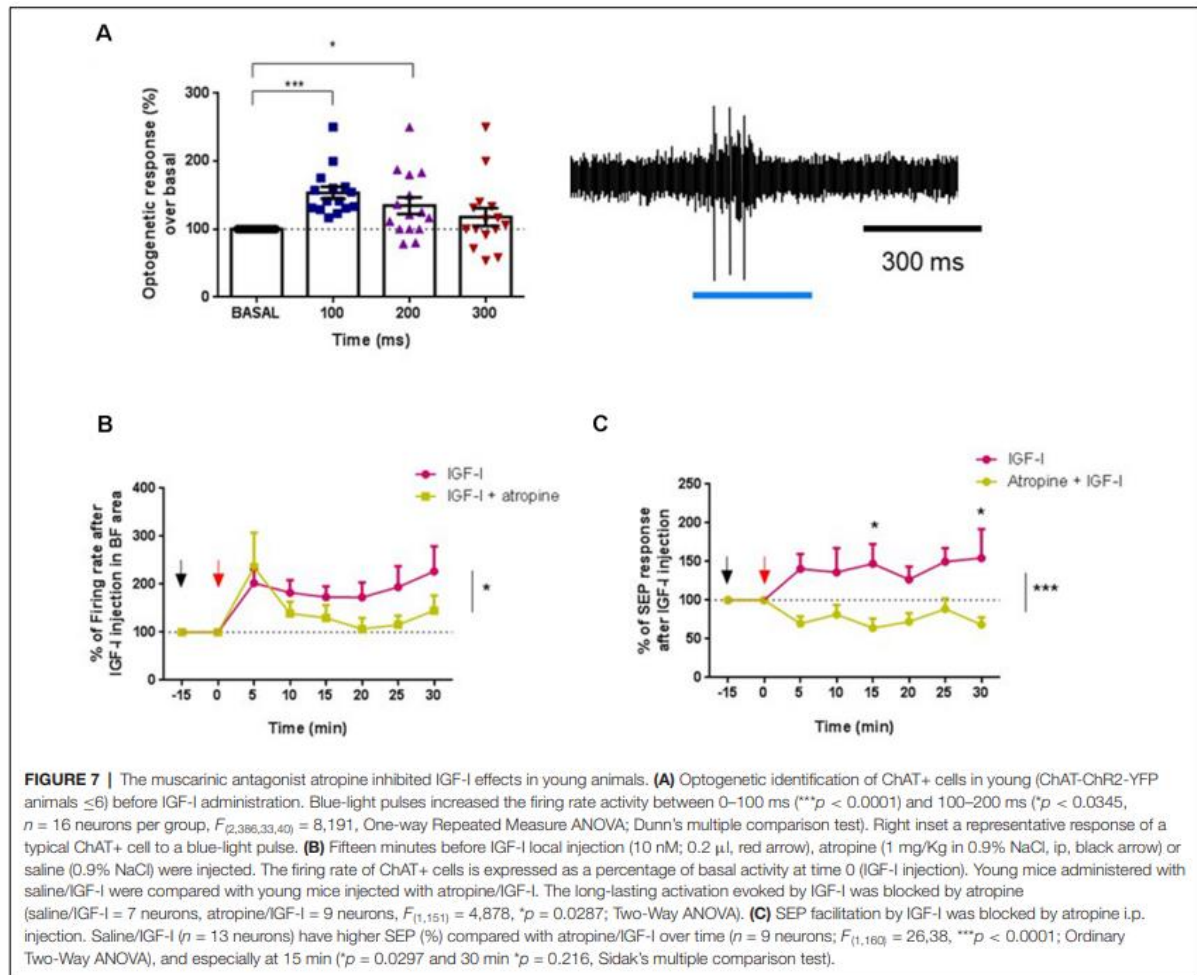 A
*
***
Optogenetic response (%)
over basal
300
200
100
0
BASAL
100
200
300
Time (ms)
300 ms
B
IGF-I
IGF-I + atropine
% of Firing rate after
IGF-I injection in BF area
400
300
200
100
0
*
-15
0
5
10
15
20
25
30
Time (min)
C
IGF-I
Atropine + IGF-I
% of SEP response
after IGF-I injection
250
200
150
100
50
0
*
*
***
-15
0
5
10
15
20
25
30
Time (min)
FIGURE 7 | The muscarinic antagonist atropine inhibited IGF-I effects in young animals. (A) Optogenetic identification of ChAT+ cells in young (ChAT-ChR2-YFP
animals ≤6) before IGF-I administration. Blue-light pulses increased the firing rate activity between 0–100 ms (***p < 0.0001) and 100–200 ms (*p < 0.0345,
n = 16 neurons per group, F(2,386,33,40) = 8,191, One-way Repeated Measure ANOVA; Dunn's multiple comparison test). Right inset a representative response of a
typical ChAT+ cell to a blue-light pulse. (B) Fifteen minutes before IGF-I local injection (10 nM; 0.2 μl, red arrow), atropine (1 mg/Kg in 0.9% NaCl, ip, black arrow) or
saline (0.9% NaCl) were injected. The firing rate of ChAT+ cells is expressed as a percentage of basal activity at time 0 (IGF-I injection). Young mice administered with
saline/IGF-I were compared with young mice injected with atropine/IGF-I. The long-lasting activation evoked by IGF-I was blocked by atropine
(saline/IGF-I = 7 neurons, atropine/IGF-I = 9 neurons, F(1,151) = 4,878, *p = 0.0287; Two-Way ANOVA). (C) SEP facilitation by IGF-I was blocked by atropine i.p.
injection. Saline/IGF-I (n = 13 neurons) have higher SEP (%) compared with atropine/IGF-I over time (n = 9 neurons; F(1,160) = 26,38, ***p < 0.0001; Ordinary
Two-Way ANOVA), and especially at 15 min (*p = 0.0297 and 30 min *p = 0.216, Sidak's multiple comparison test).